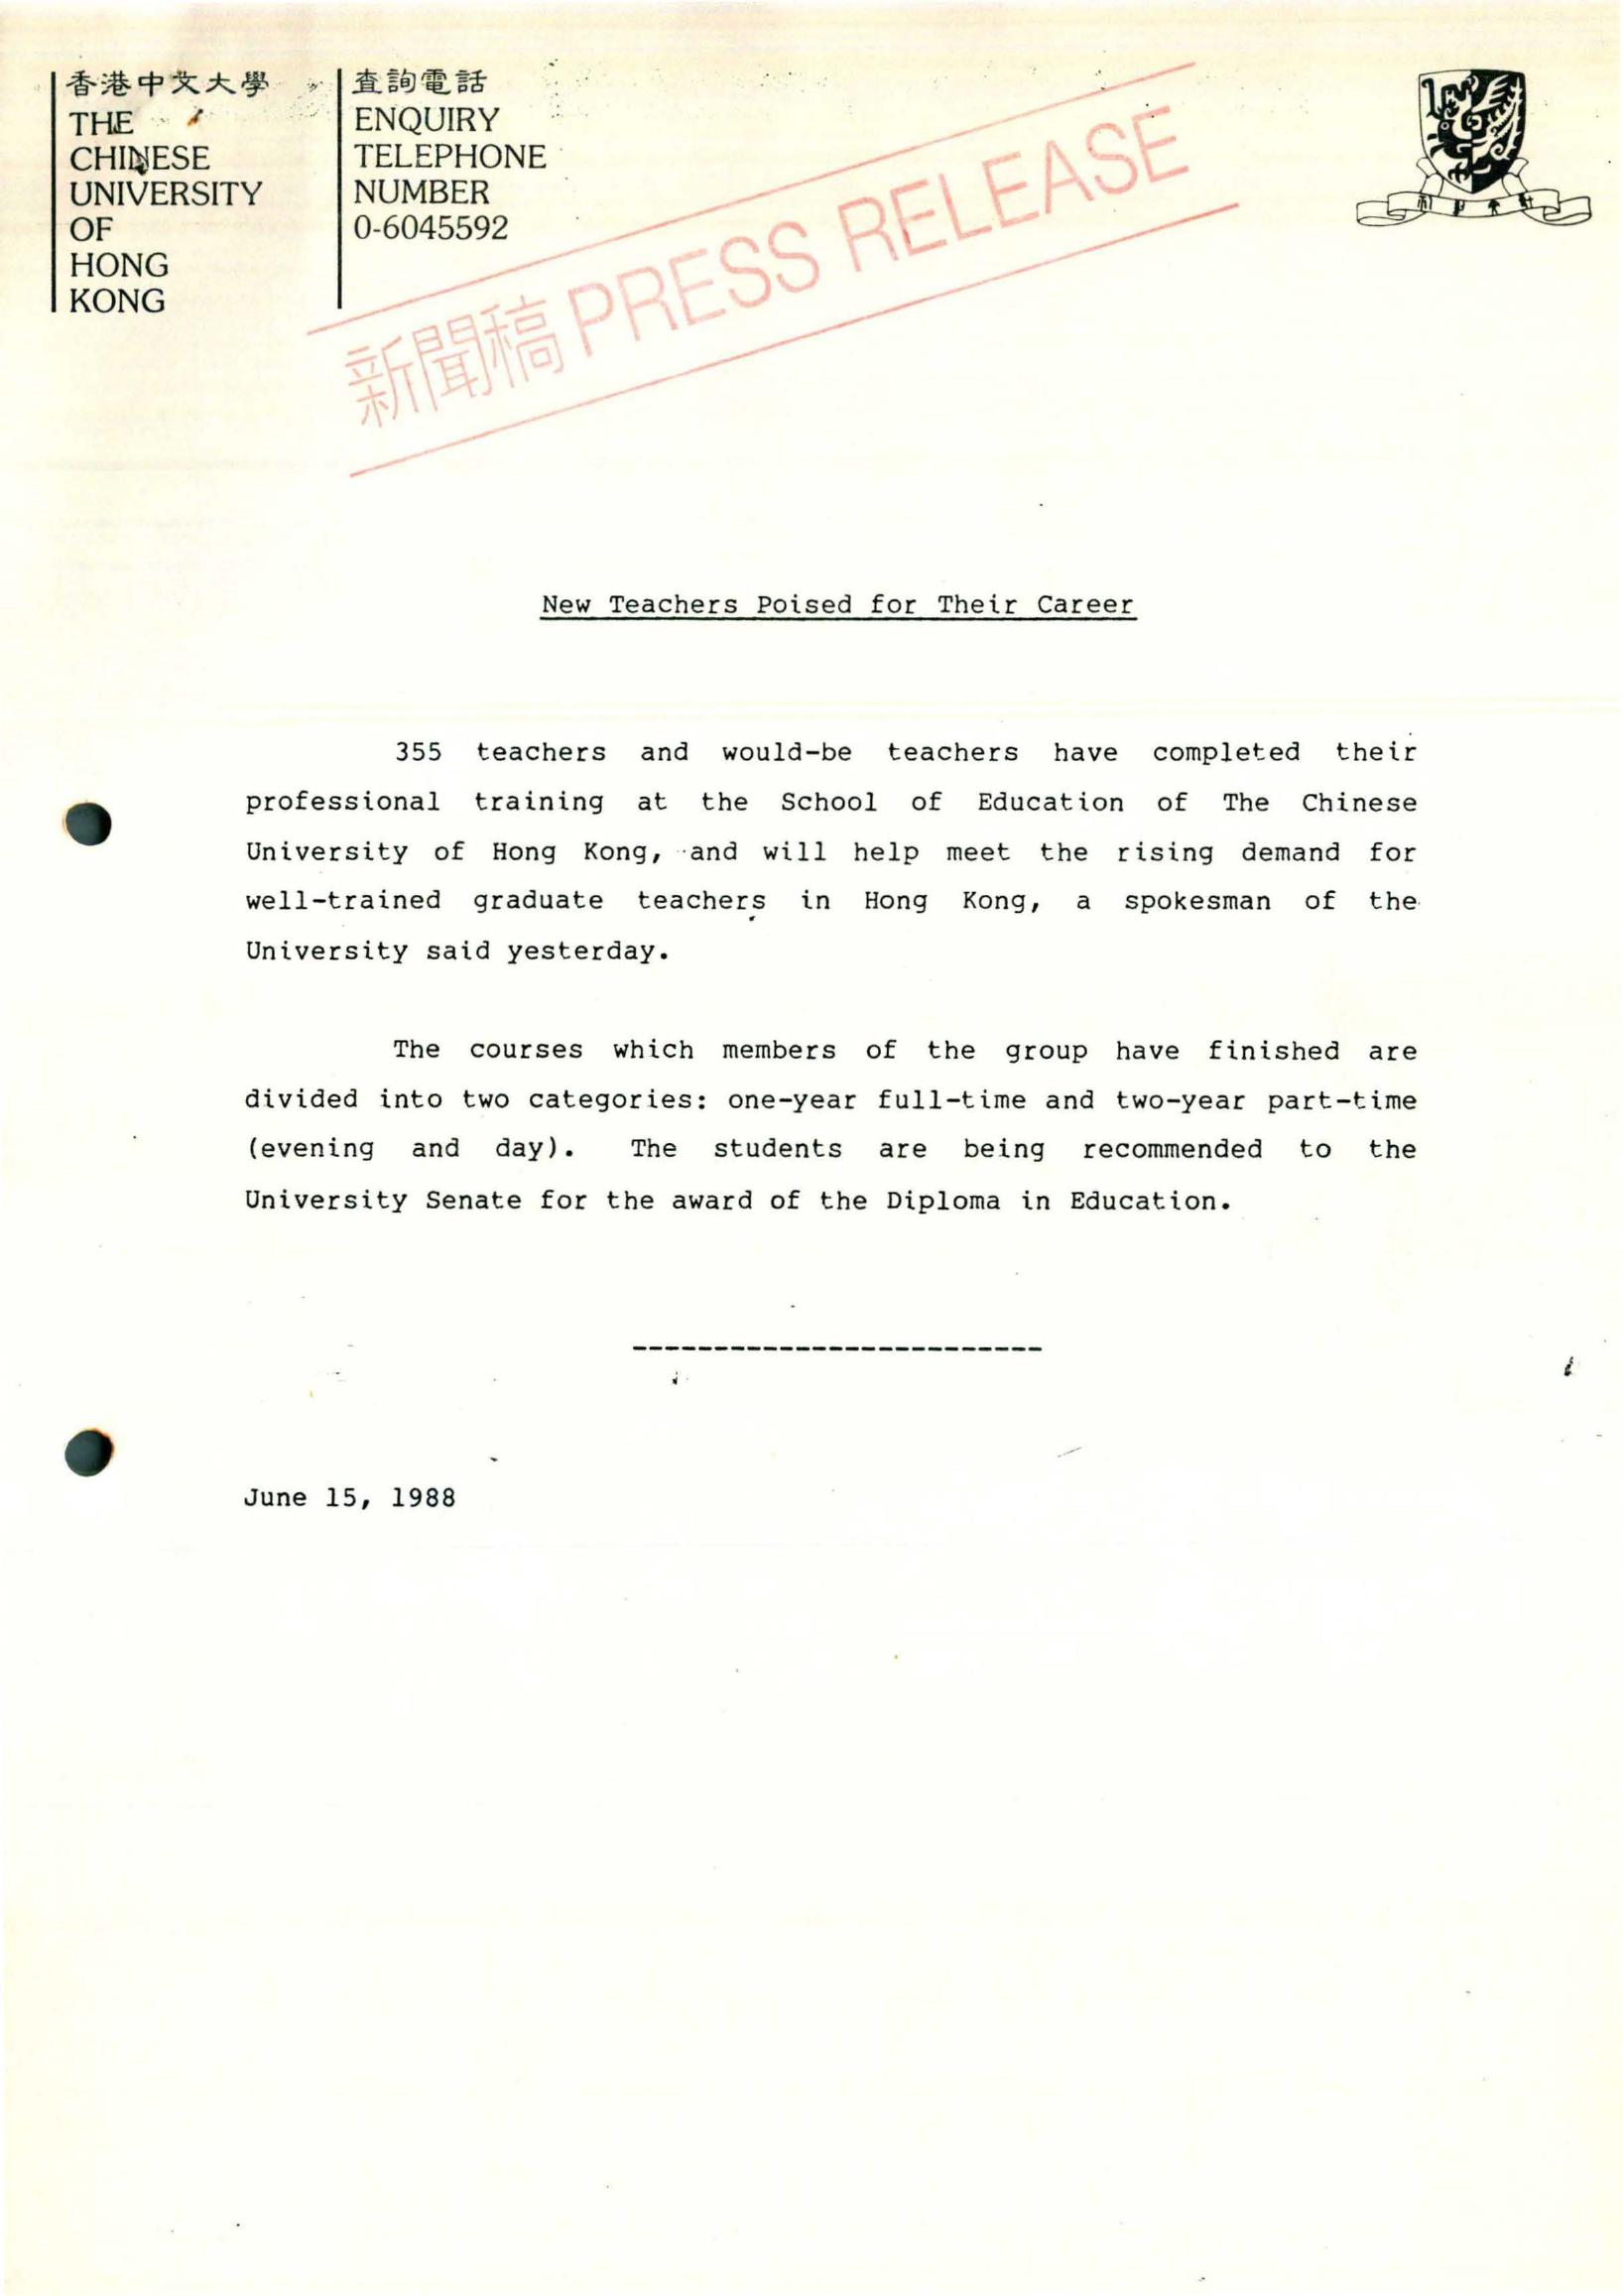 香港中文大學
THE
CHINESE
UNIVERSITY
OF
HONG
KONG
查詢電話
ENQUIRY
TELEPHONE
NUMBER
0-6045592
新聞稿 PRESS RELEASE
New Teachers Poised for Their Career
355 teachers and would-be teachers have completed their
professional training at the School of Education of The Chinese
University of Hong Kong, and will help meet the rising demand for
well-trained graduate teachers in Hong Kong, a spokesman of the
University said yesterday.
The courses which members of the group have finished are
divided into two categories: one-year full-time and two-year part-time
(evening and day). The students are being recommended to the
University Senate for the award of the Diploma in Education.
--------------------------
June 15, 1988